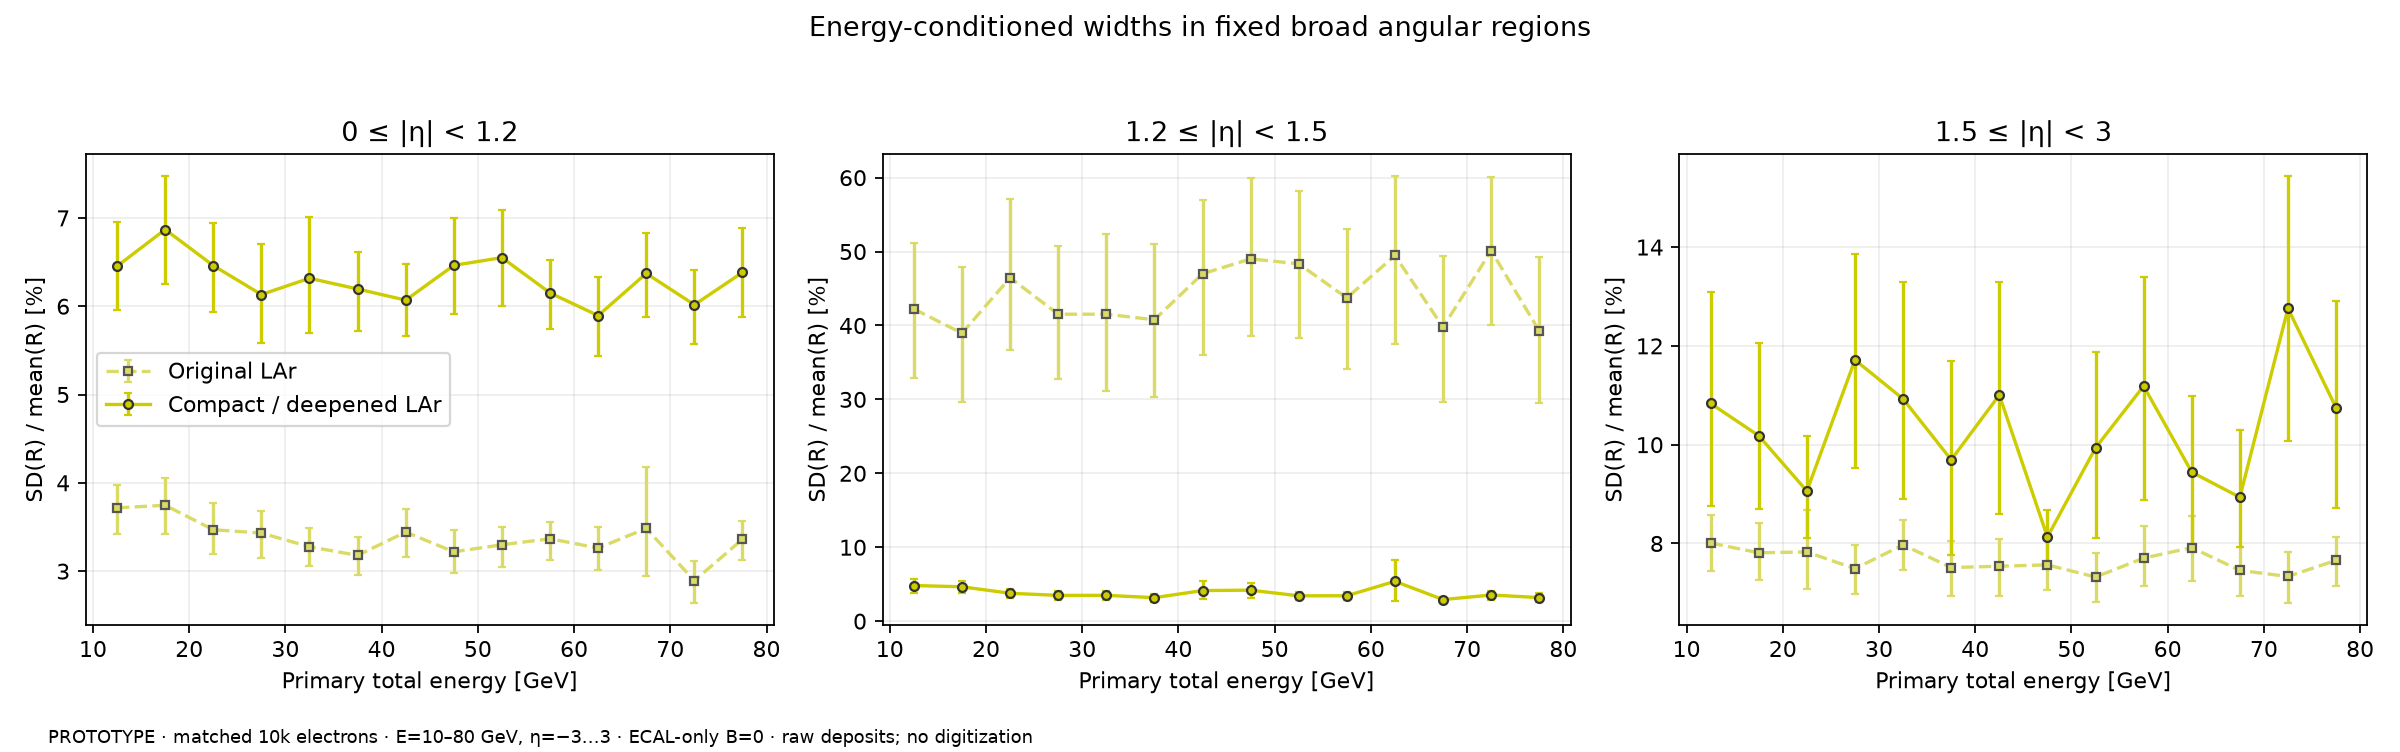 Energy-conditioned widths in fixed broad angular regions
0 ≤ |η| < 1.2
SD(R) / mean(R) [%]
7
6
5
4
3
Original LAr
Compact / deepened LAr
10 20 30 40 50 60 70 80
Primary total energy [GeV]
1.2 ≤ |η| < 1.5
SD(R) / mean(R) [%]
60
50
40
30
20
10
0
10 20 30 40 50 60 70 80
Primary total energy [GeV]
1.5 ≤ |η| < 3
SD(R) / mean(R) [%]
14
12
10
8
10 20 30 40 50 60 70 80
Primary total energy [GeV]
PROTOTYPE · matched 10k electrons · E=10–80 GeV, η=−3…3 · ECAL-only B=0 · raw deposits; no digitization